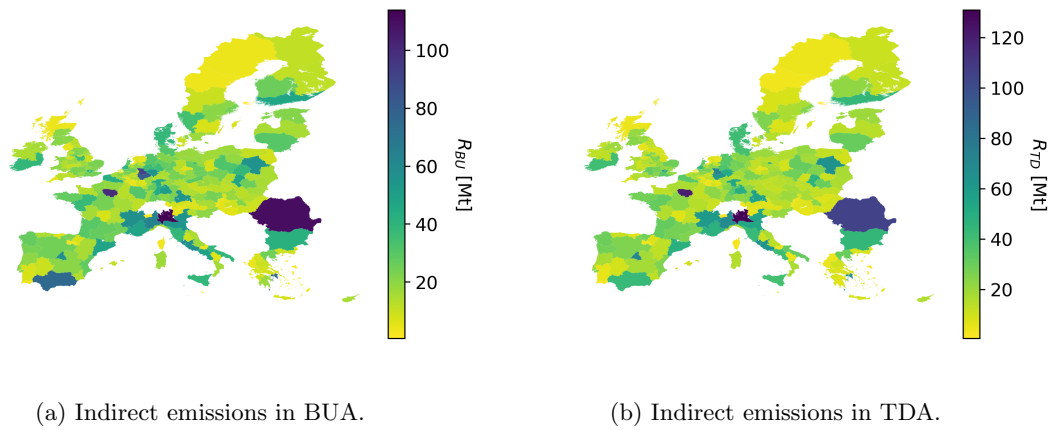 100
80
60
40
20
R_BU [Mt]
120
100
80
60
40
20
R_TD [Mt]
(a) Indirect emissions in BUA.
(b) Indirect emissions in TDA.